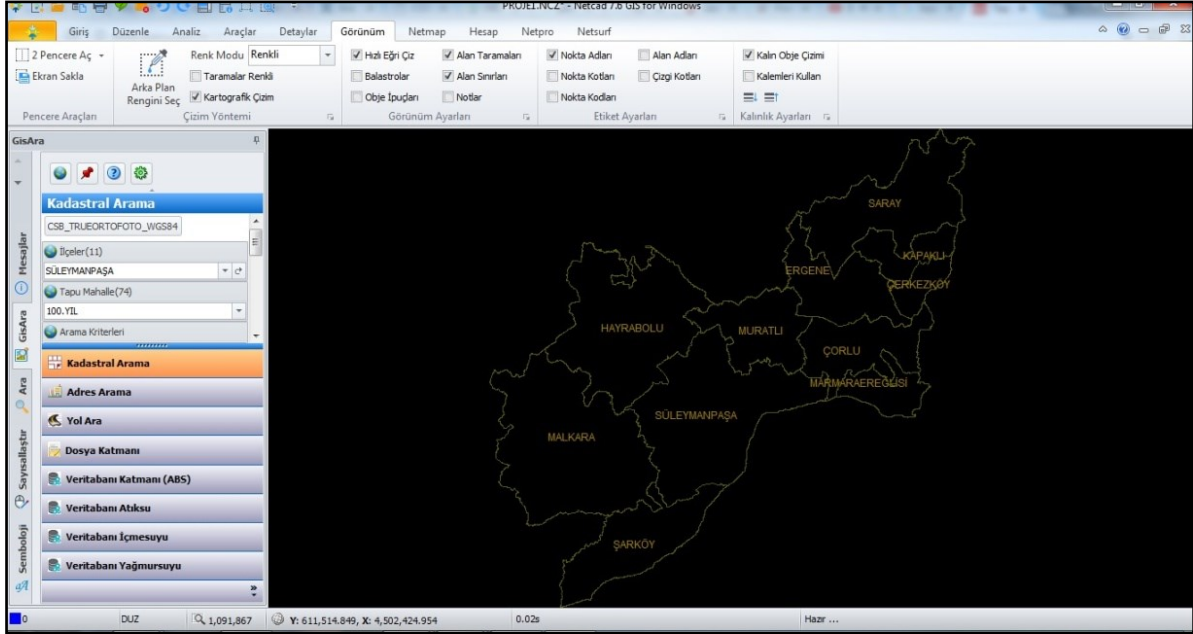 PROJE1.NCZ* - Netcad 7.6 GIS for Windows
Giriş Düzenle Analiz Araçlar Detaylar Görünüm Netmap Hesap Netpro Netsurf
2 Pencere Aç
Ekran Sakla
Pencere Araçları
Arka Plan
Rengini Seç
Renk Modu Renkli
Taramalar Renkli
Kartografik Çizim
Çizim Yöntemi
Hızlı Eğri Çiz Alan Taramaları
Balastrolar Alan Sınırları
Obje İpuçları Notlar
Görünüm Ayarları
Nokta Adları Alan Adları
Nokta Kotları Çizgi Kotları
Nokta Kodları
Etiket Ayarları
Kalın Obje Çizimi
Kalemleri Kullan
Kalınlık Ayarları
GisAra
Mesajlar
GisAra
Ara
Sayısallaştır
Semboloji
Kadastral Arama
CSB_TRUEORTOFOTO_WGS84
İlçeler(11)
SÜLEYMANPAŞA
Tapu Mahalle(74)
100.YIL
Arama Kriterleri
Kadastral Arama
Adres Arama
Yol Ara
Dosya Katmanı
Veritabanı Katmanı (ABS)
Veritabanı Atıksu
Veritabanı İçmesuyu
Veritabanı Yağmursuyu
SARAY
KAPAKLI
ERGENE
ÇERKEZKÖY
HAYRABOLU
MURATLI
ÇORLU
MARMARAEREĞLİSİ
SÜLEYMANPAŞA
MALKARA
ŞARKÖY
0 DUZ 1,091,867 Y: 611,514.849, X: 4,502,424.954 0.02s Hazır ...